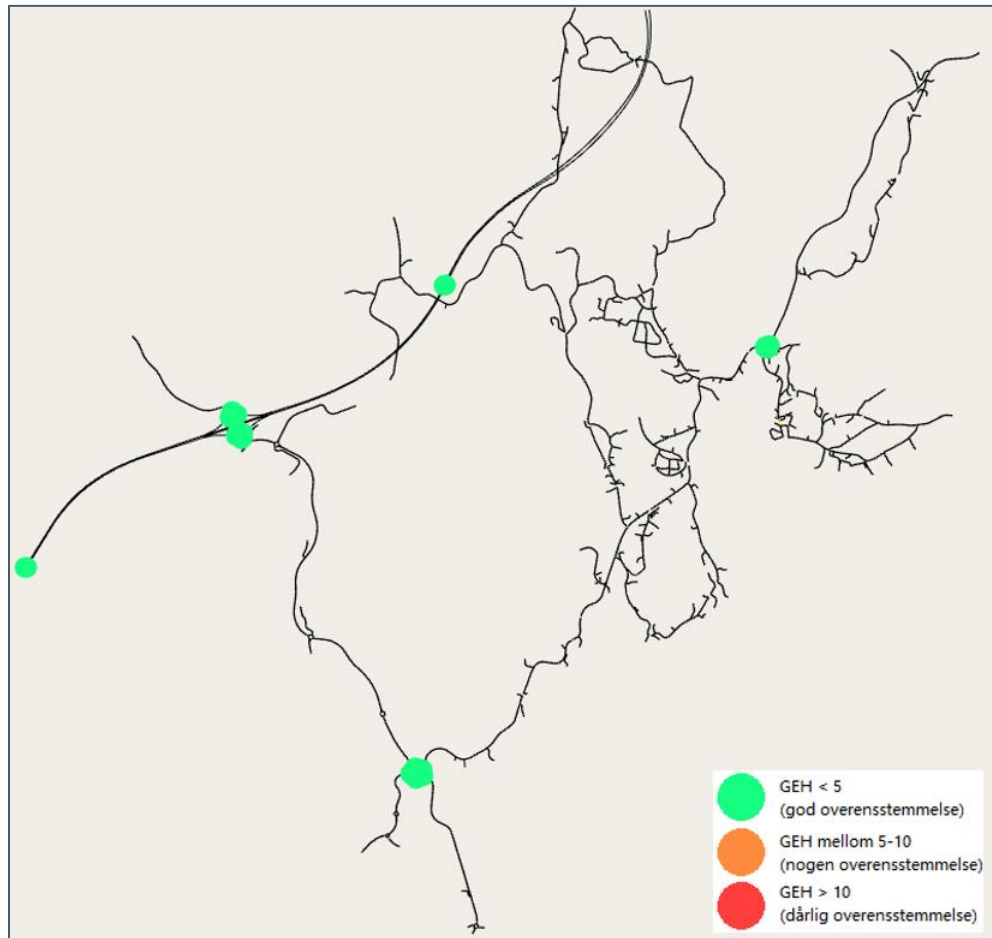 GEH < 5
(god overensstemmelse)
GEH mellom 5-10
(nogen overensstemmelse)
GEH > 10
(dårlig overensstemmelse)